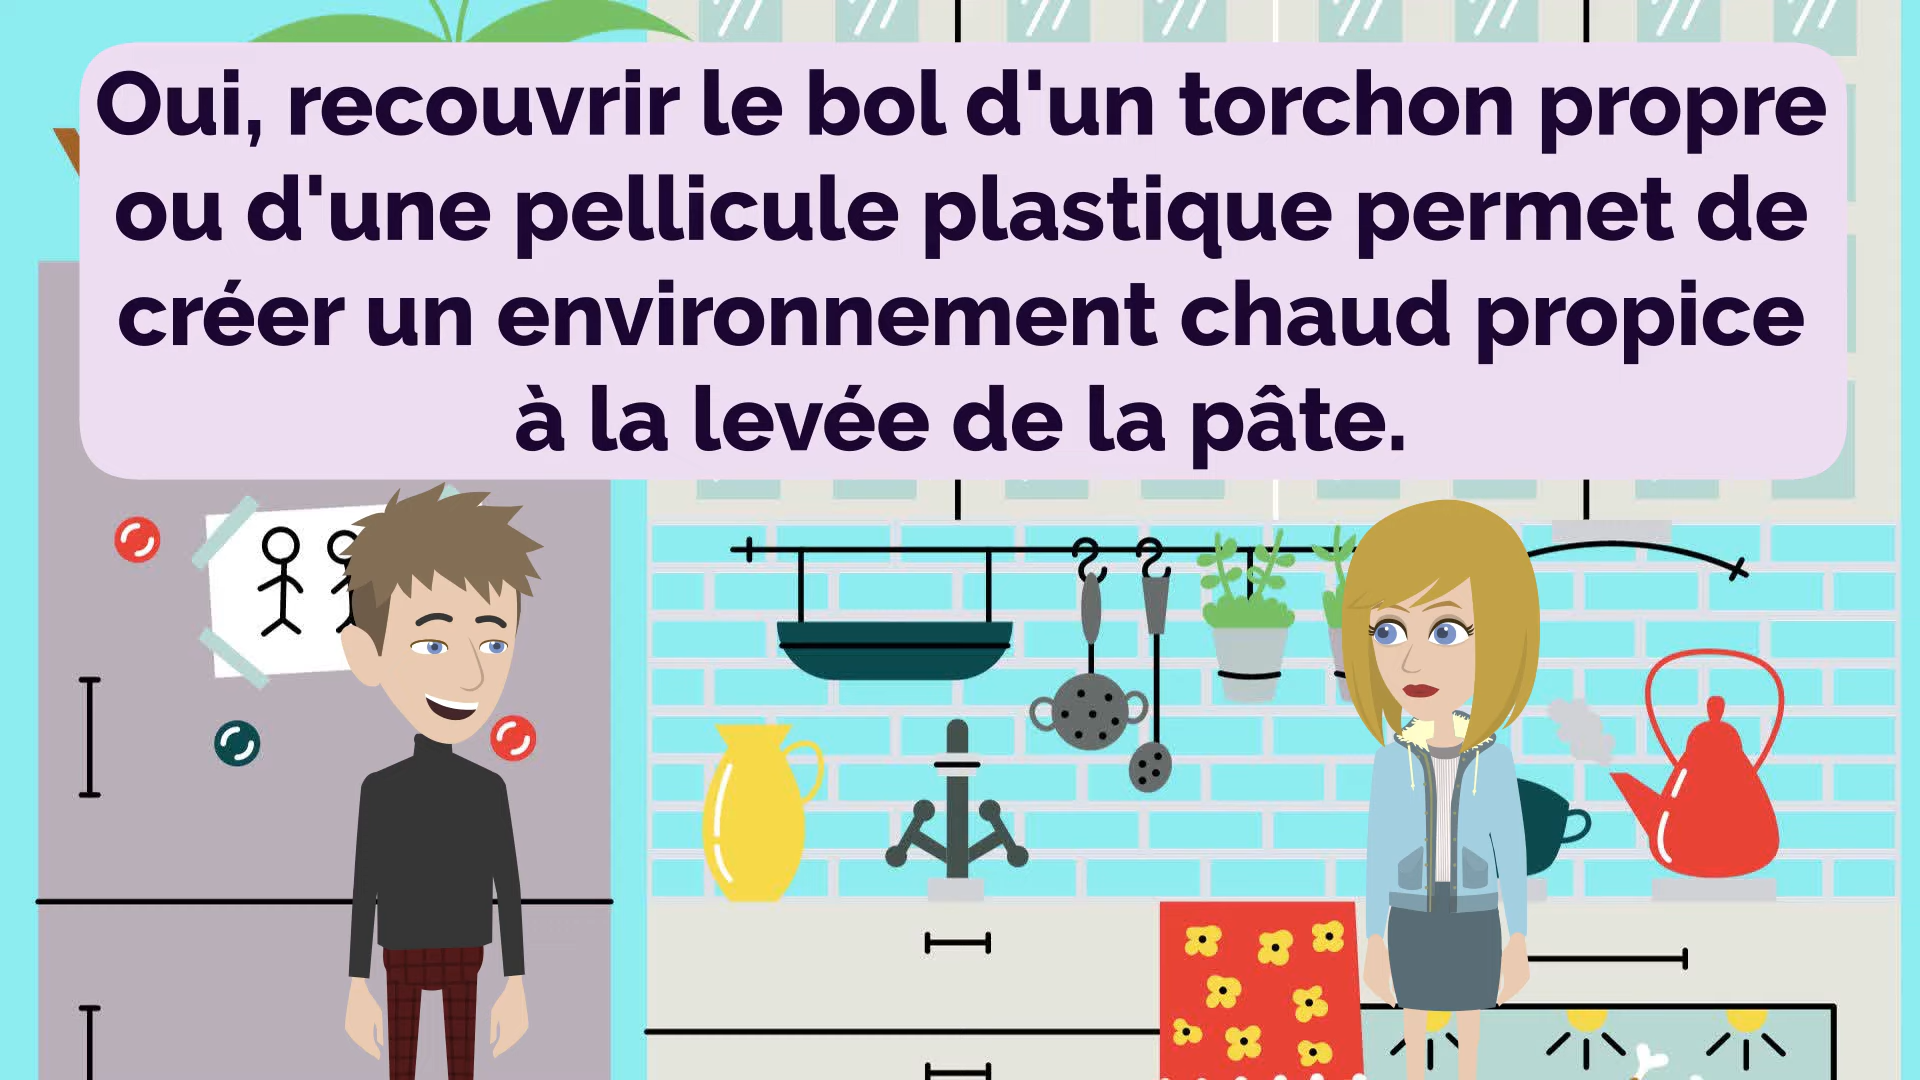 Oui, recouvrir le bol d'un torchon propre
ou d'une pellicule plastique permet de
créer un environnement chaud propice
à la levée de la pâte.